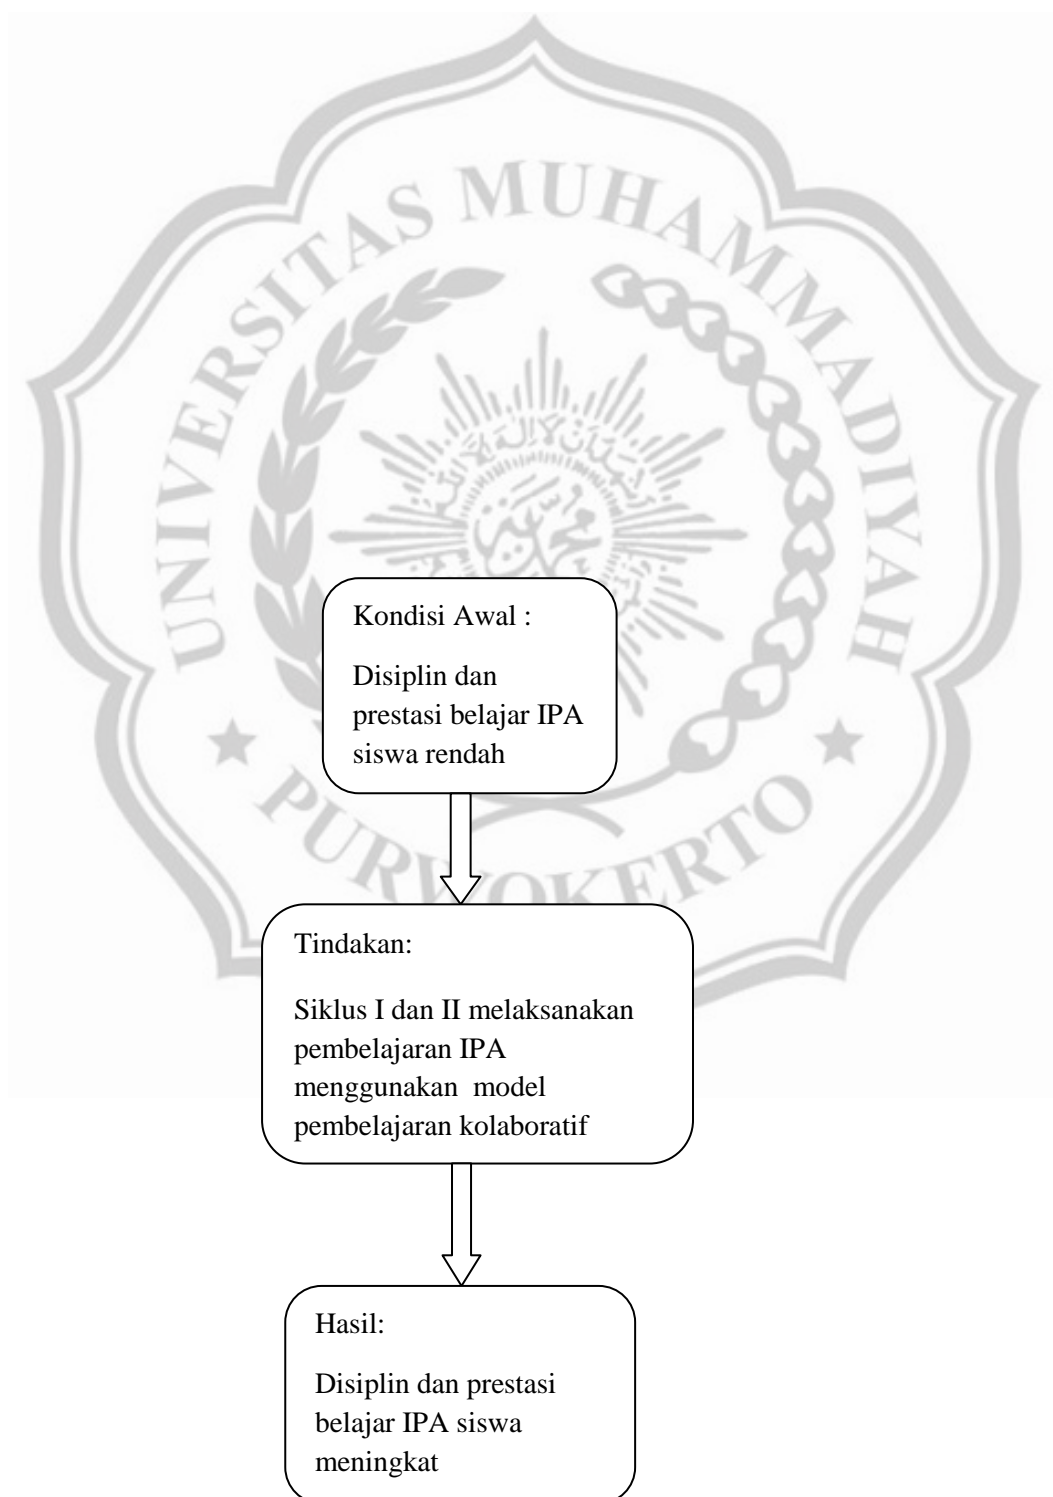 UNIVERSITAS MUHAMMADIYAH
PURWOKERTO
Kondisi Awal :
Disiplin dan
prestasi belajar IPA
siswa rendah
Tindakan:
Siklus I dan II melaksanakan
pembelajaran IPA
menggunakan  model
pembelajaran kolaboratif
Hasil:
Disiplin dan prestasi
belajar IPA siswa
meningkat